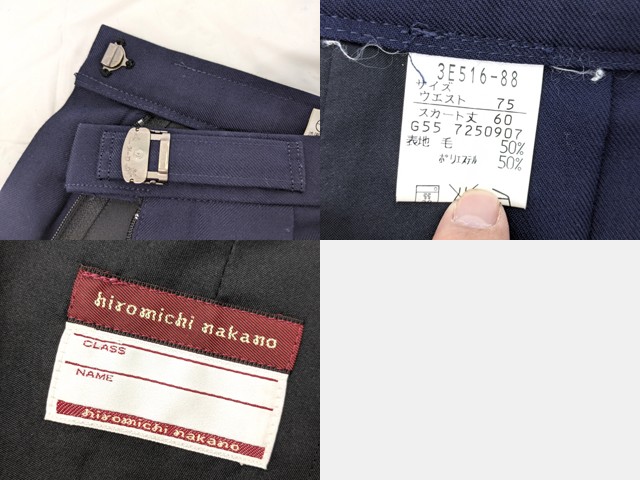 3E516-88
サイズ
ウエスト 75
スカート丈 60
G55 7250907
表地 毛 50%
ポリエステル 50%
hiromichi nakano
CLASS
NAME
hiromichi nakano